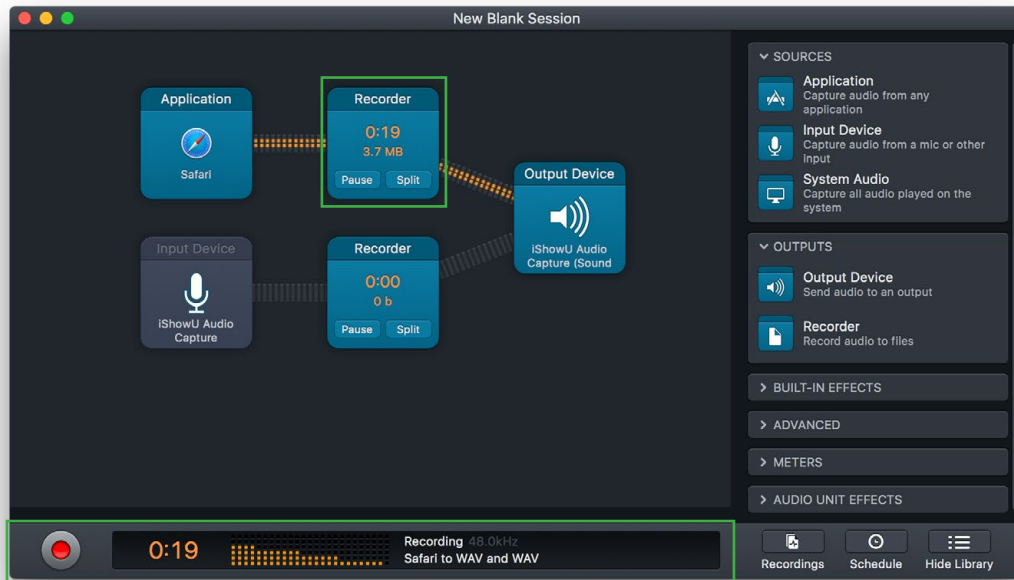 New Blank Session
Application
Safari
Recorder
0:19
3.7 MB
Pause
Split
Output Device
iShowU Audio
Capture (Sound
Input Device
iShowU Audio
Capture
Recorder
0:00
0 b
Pause
Split
SOURCES
Application
Capture audio from any
application
Input Device
Capture audio from a mic or other
input
System Audio
Capture all audio played on the
system
OUTPUTS
Output Device
Send audio to an output
Recorder
Record audio to files
BUILT-IN EFFECTS
ADVANCED
METERS
AUDIO UNIT EFFECTS
0:19
Recording 48.0kHz
Safari to WAV and WAV
Recordings
Schedule
Hide Library